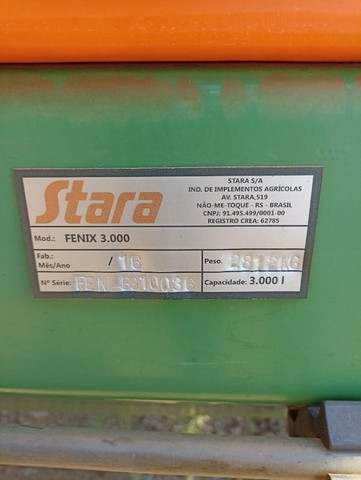 Stara
STARA S/A
IND. DE IMPLEMENTOS AGRÍCOLAS
AV. STARA,519
NÃO-ME-TOQUE - RS - BRASIL
CNPJ: 91.495.499/0001-00
REGISTRO CREA: 62785
Mod.: FENIX 3.000
Fab.: Mês/Ano /16
Peso.
Nº Série:
Capacidade: 3.000 l